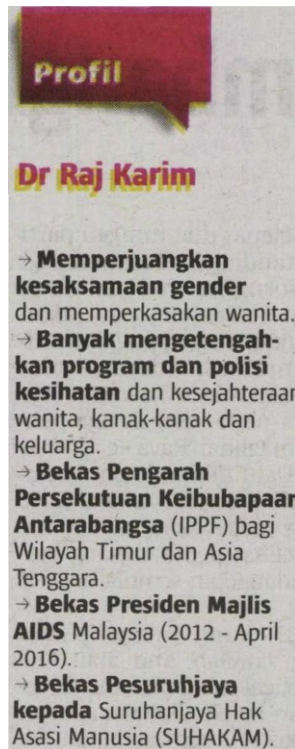 Profil
Dr Raj Karim
→ Memperjuangkan
kesaksamaan gender
dan memperkasakan wanita.
→ Banyak mengetengah-
kan program dan polisi
kesihatan dan kesejahteraan
wanita, kanak-kanak dan
keluarga.
→ Bekas Pengarah
Persekutuan Keibubapaan
Antarabangsa (IPPF) bagi
Wilayah Timur dan Asia
Tenggara.
→ Bekas Presiden Majlis
AIDS Malaysia (2012 - April
2016).
→ Bekas Pesuruhjaya
kepada Suruhanjaya Hak
Asasi Manusia (SUHAKAM).